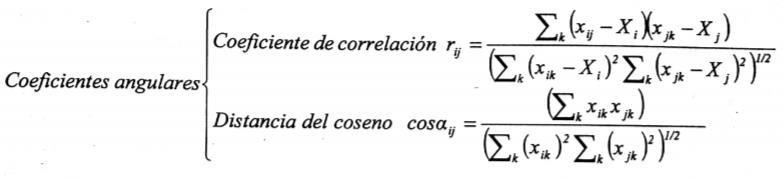 Coeficientes angulares
Coeficiente de correlación r_ij = ∑_k (x_ij − X_i)(x_jk − X_j) / (∑_k (x_ik − X_i)² ∑_k (x_jk − X_j)²)^1/2
Distancia del coseno cosα_ij = (∑_k x_ik x_jk) / (∑_k (x_ik)² ∑_k (x_jk)²)^1/2